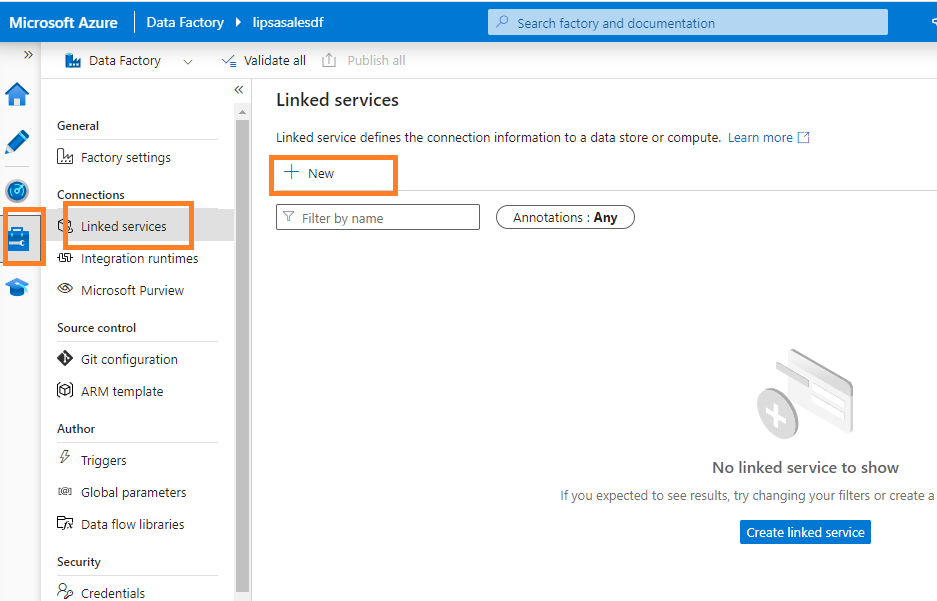 Microsoft Azure Data Factory lipsasalesdf Search factory and documentation
Data Factory Validate all Publish all
General
Factory settings
Connections
Linked services
Integration runtimes
Microsoft Purview
Source control
Git configuration
ARM template
Author
Triggers
Global parameters
Data flow libraries
Security
Credentials
Linked services
Linked service defines the connection information to a data store or compute. Learn more
New
Filter by name
Annotations : Any
No linked service to show
If you expected to see results, try changing your filters or create a
Create linked service